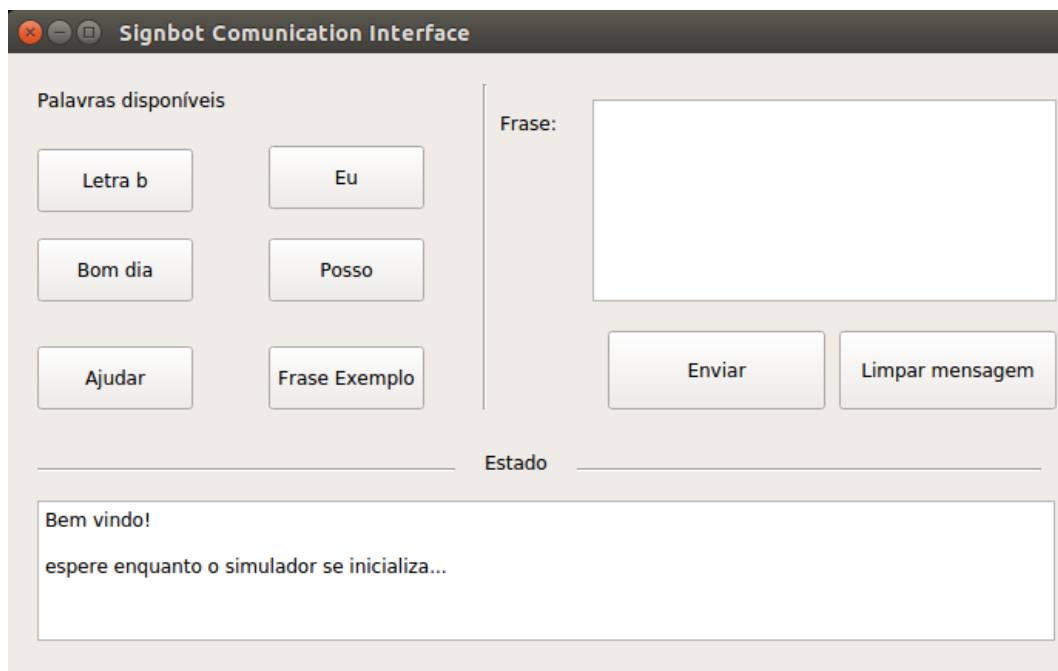 Signbot Comunication Interface
Palavras disponíveis
Letra b
Eu
Bom dia
Posso
Ajudar
Frase Exemplo
Frase:
Enviar
Limpar mensagem
Estado
Bem vindo!
espere enquanto o simulador se inicializa...